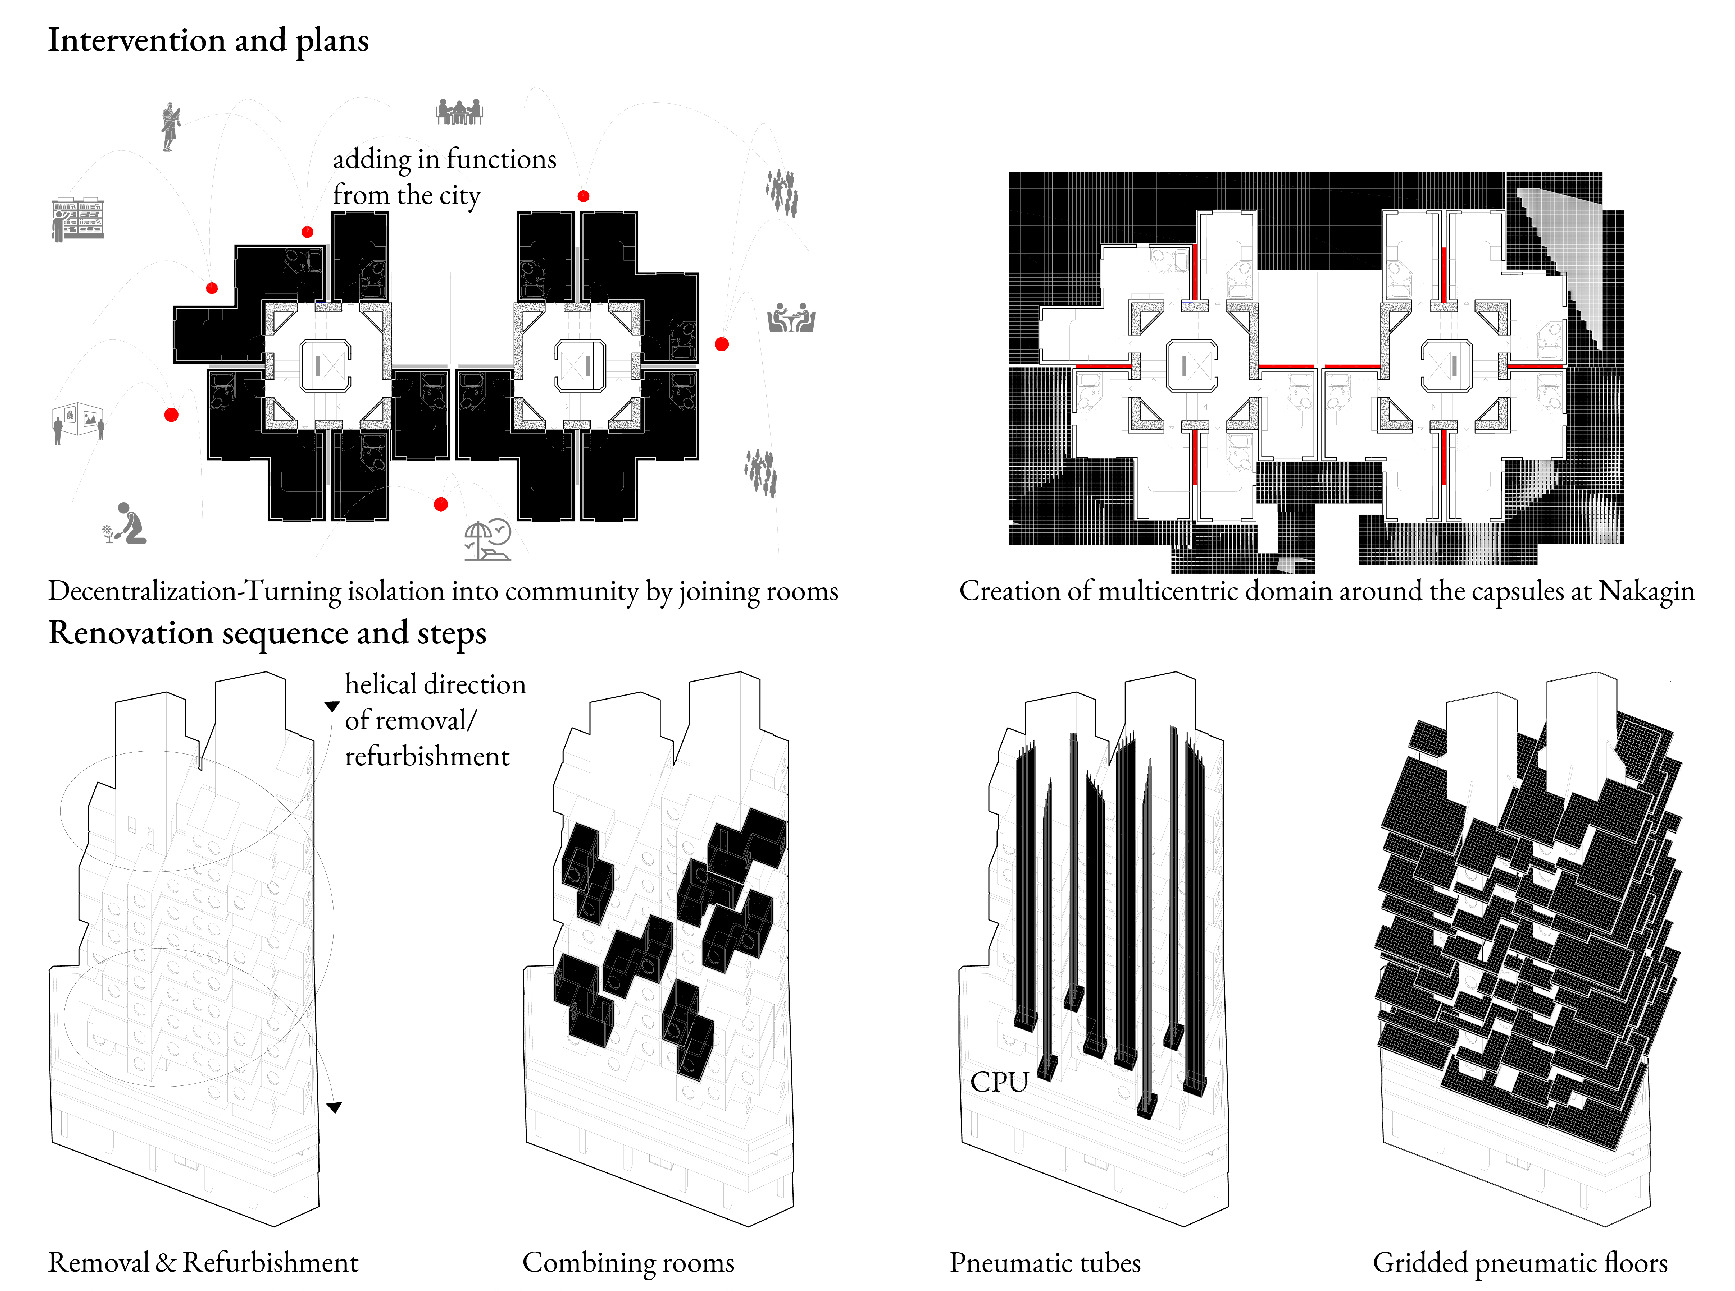 Intervention and plans
adding in functions
from the city
Decentralization-Turning isolation into community by joining rooms
Creation of multicentric domain around the capsules at Nakagin
Renovation sequence and steps
helical direction
of removal/
refurbishment
CPU
Removal & Refurbishment
Combining rooms
Pneumatic tubes
Gridded pneumatic floors